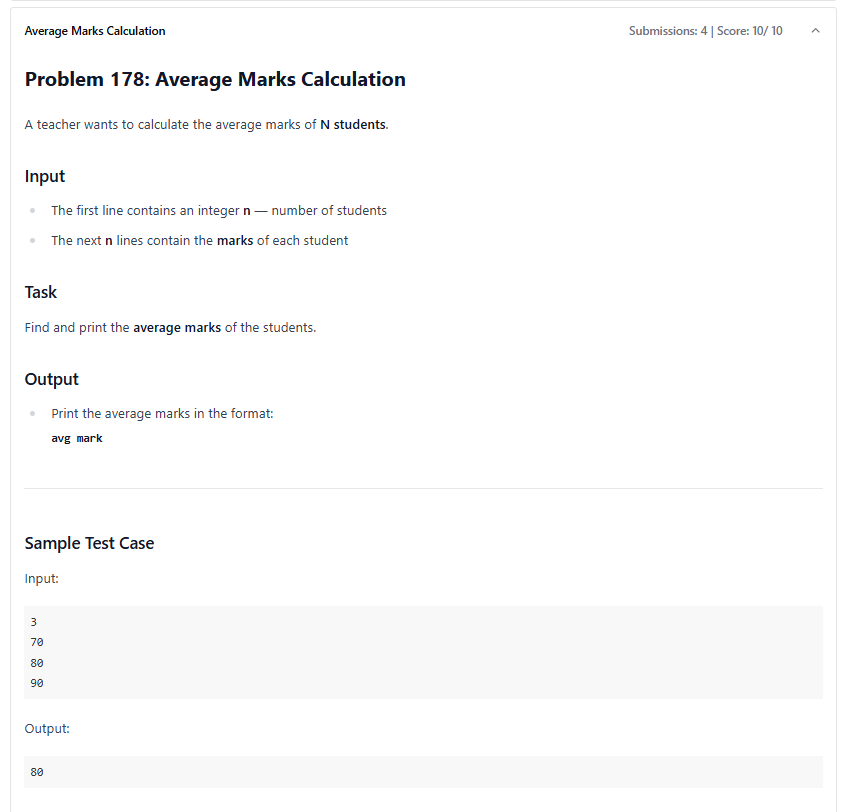 Average Marks Calculation
Submissions: 4 | Score: 10/ 10
Problem 178: Average Marks Calculation
A teacher wants to calculate the average marks of N students.
Input
The first line contains an integer n — number of students
The next n lines contain the marks of each student
Task
Find and print the average marks of the students.
Output
Print the average marks in the format:
avg mark
Sample Test Case
Input:
3
70
80
90
Output:
80